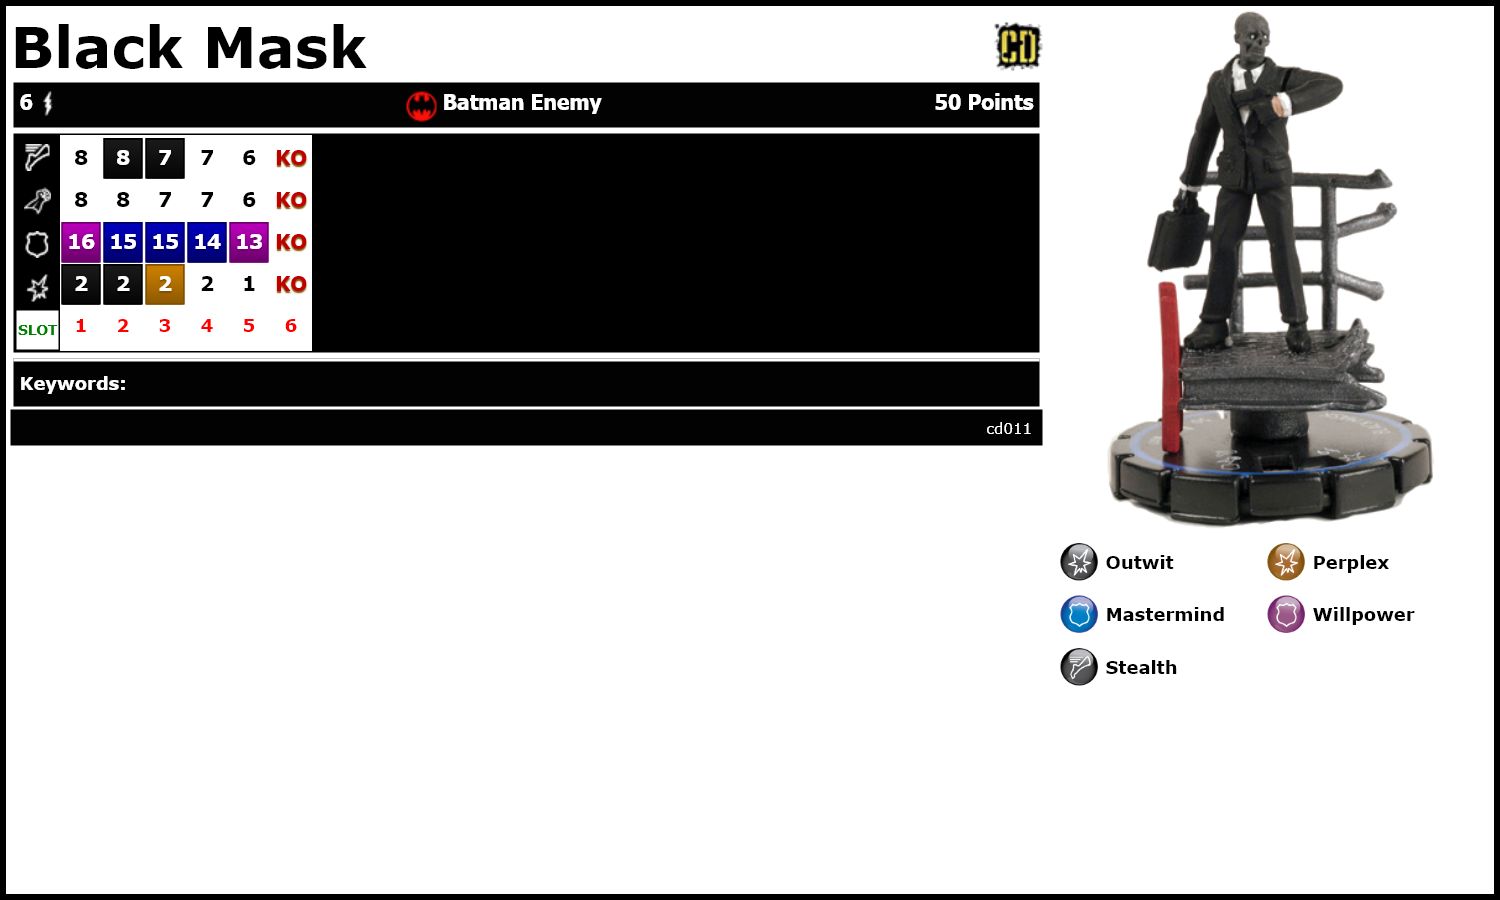 Black Mask
CD
6 Batman Enemy 50 Points
8 8 7 7 6 KO
8 8 7 7 6 KO
16 15 15 14 13 KO
2 2 2 2 1 KO
SLOT 1 2 3 4 5 6
Keywords:
cd011
Outwit Perplex
Mastermind Willpower
Stealth